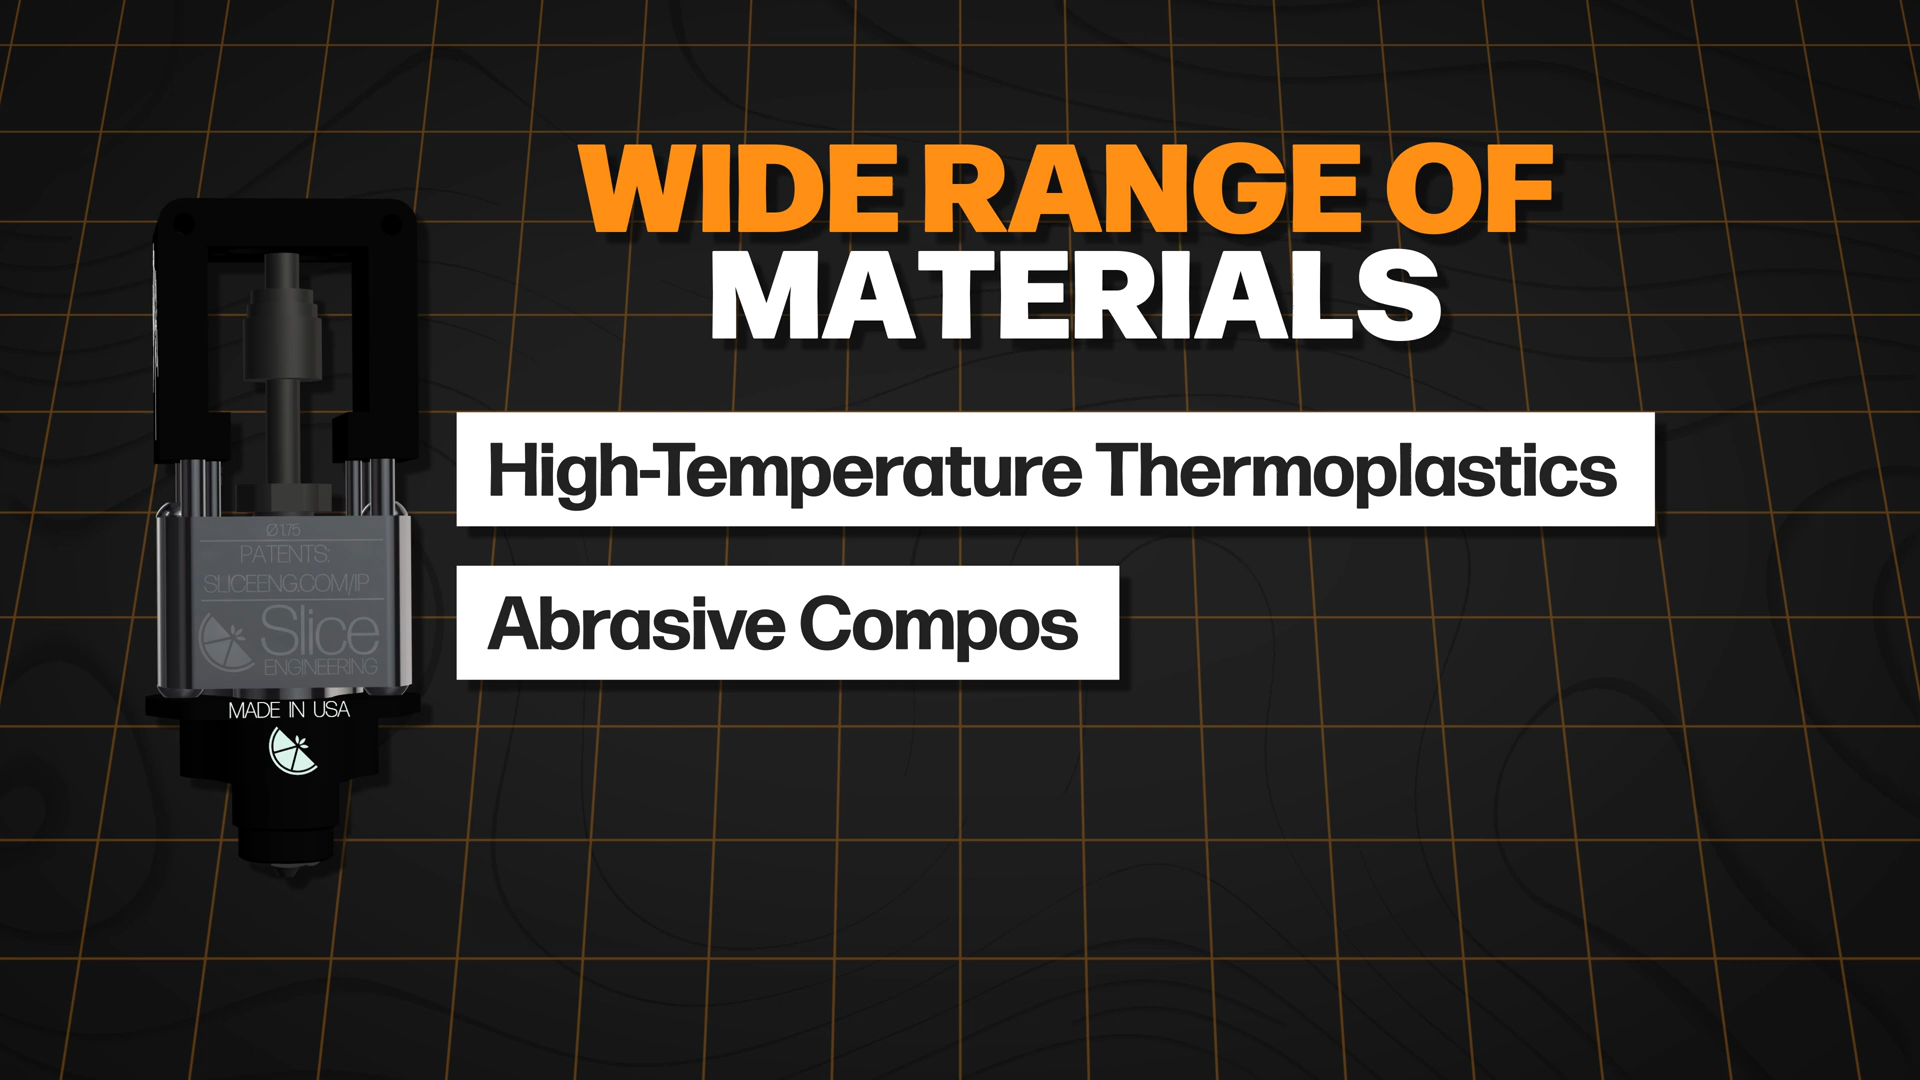 WIDE RANGE OF
MATERIALS
High-Temperature Thermoplastics
Abrasive Compos
Ø1.75
PATENTS:
SLICEENG.COM/IP
Slice
ENGINEERING
MADE IN USA